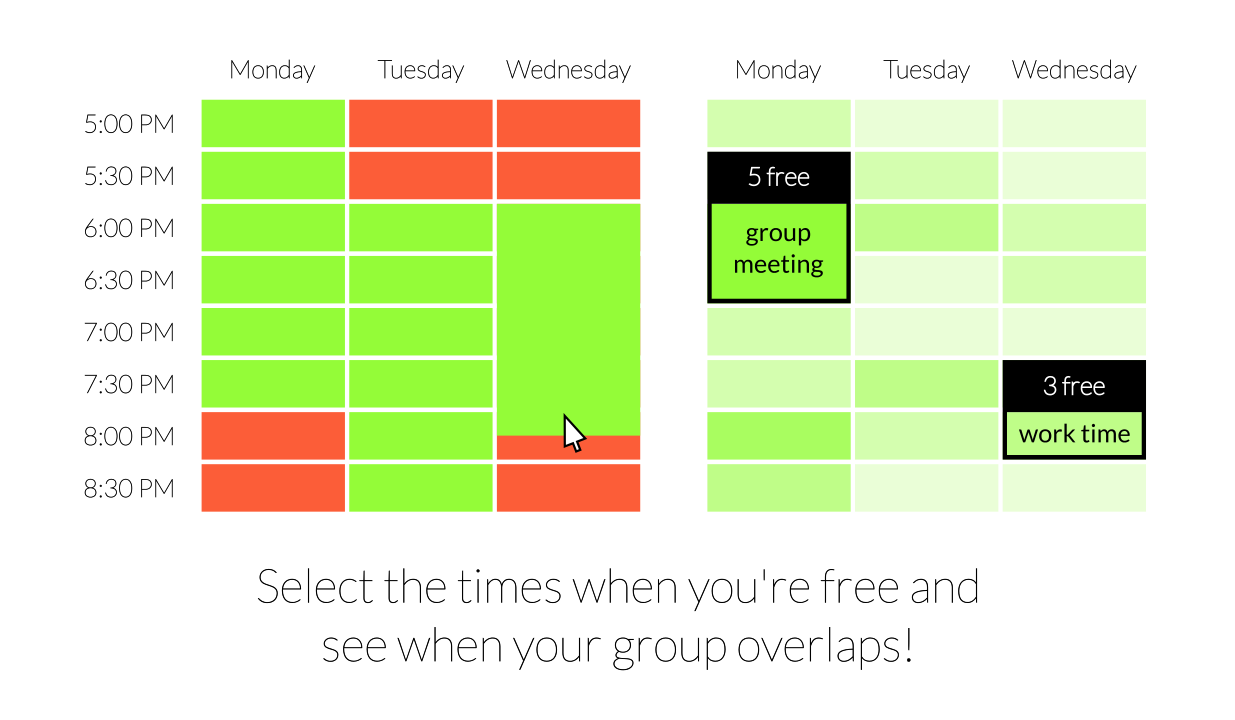 Monday Tuesday Wednesday Monday Tuesday Wednesday
5:00 PM
5:30 PM 5 free
6:00 PM group
6:30 PM meeting
7:00 PM
7:30 PM 3 free
8:00 PM work time
8:30 PM
Select the times when you're free and
see when your group overlaps!